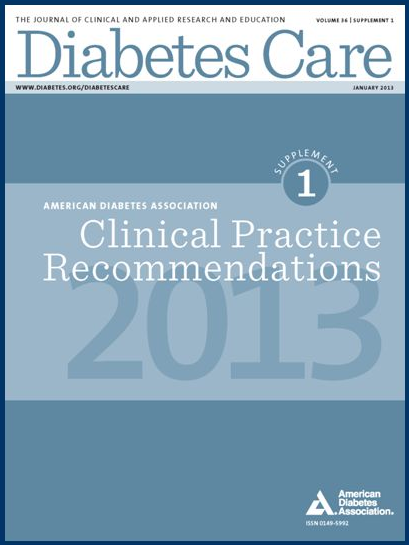 THE JOURNAL OF CLINICAL AND APPLIED RESEARCH AND EDUCATION
VOLUME 36 | SUPPLEMENT 1
Diabetes Care
WWW.DIABETES.ORG/DIABETESCARE
JANUARY 2013
SUPPLEMENT
1
AMERICAN DIABETES ASSOCIATION
Clinical Practice
Recommendations
2013
American
Diabetes
Association.
ISSN 0149-5992